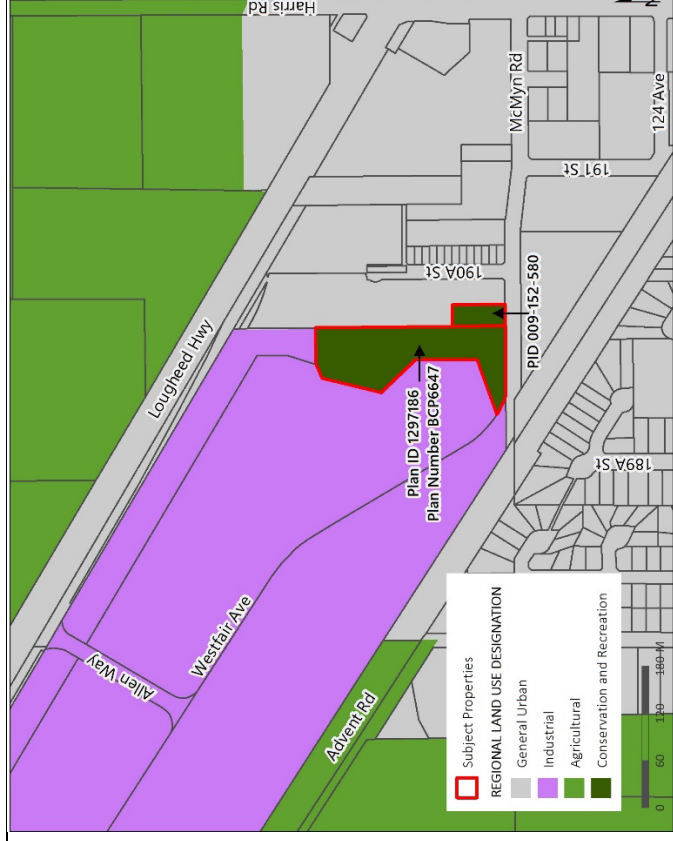 Harris Rd
Lougheed Hwy
McMyn Rd
124 Ave
191 St
190A St
PID 009-152-580
Plan ID 1297186
Plan Number BCP6647
189A St
Westfair Ave
Allen Way
Advent Rd
Subject Properties
REGIONAL LAND USE DESIGNATION
General Urban
Industrial
Agricultural
Conservation and Recreation
0 60 120 180 M